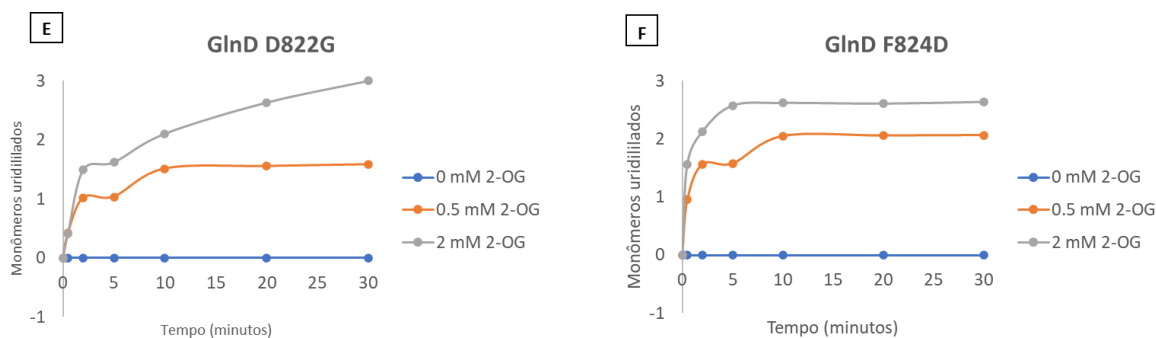 E
GlnD D822G
Monômeros uridililados
3
2
1
0
-1
0 5 10 15 20 25 30
Tempo (minutos)
0 mM 2-OG
0.5 mM 2-OG
2 mM 2-OG
F
GlnD F824D
Monômeros uridililados
3
2
1
0
-1
0 5 10 15 20 25 30
Tempo (minutos)
0 mM 2-OG
0.5 mM 2-OG
2 mM 2-OG